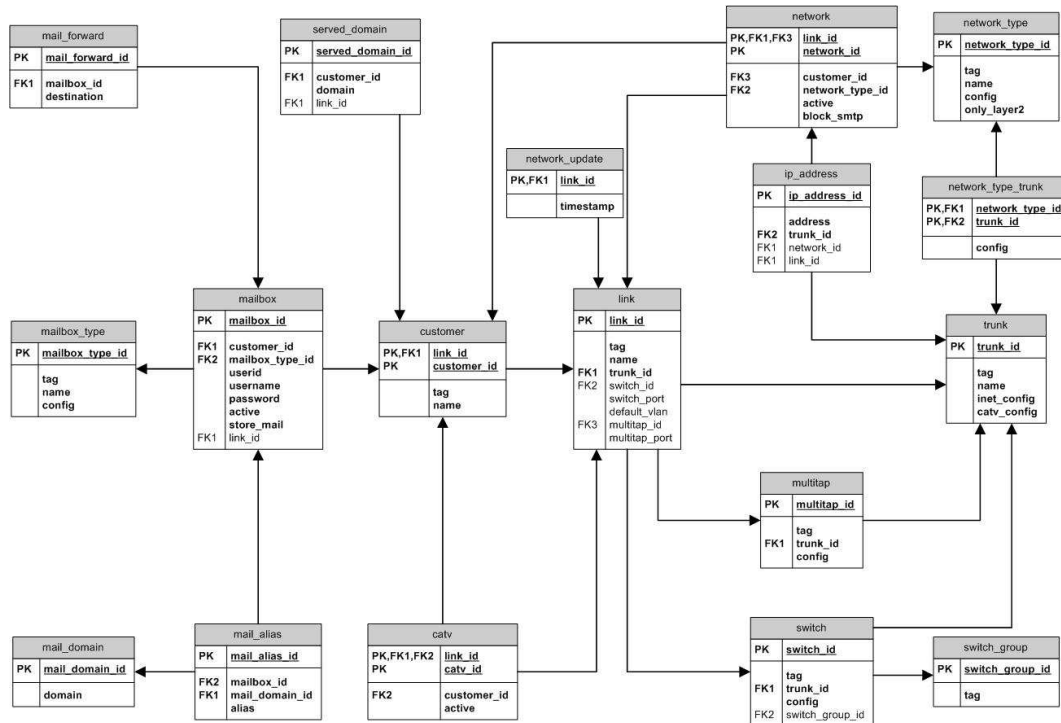 mail_forward
PK mail_forward_id
FK1 mailbox_id
destination
served_domain
PK served_domain_id
FK1 customer_id
domain
FK1 link_id
network
PK,FK1,FK3 link_id
PK network_id
FK3 customer_id
FK2 network_type_id
active
block_smtp
network_type
PK network_type_id
tag
name
config
only_layer2
network_update
PK,FK1 link_id
timestamp
ip_address
PK ip_address_id
address
FK2 trunk_id
FK1 network_id
FK1 link_id
network_type_trunk
PK,FK1 network_type_id
PK,FK2 trunk_id
config
mailbox_type
PK mailbox_type_id
tag
name
config
mailbox
PK mailbox_id
FK1 customer_id
FK2 mailbox_type_id
userid
username
password
active
store_mail
FK1 link_id
customer
PK,FK1 link_id
PK customer_id
tag
name
link
PK link_id
tag
name
FK1 trunk_id
FK2 switch_id
switch_port
default_vlan
FK3 multitap_id
multitap_port
trunk
PK trunk_id
tag
name
inet_config
catv_config
multitap
PK multitap_id
tag
FK1 trunk_id
config
mail_domain
PK mail_domain_id
domain
mail_alias
PK mail_alias_id
FK2 mailbox_id
FK1 mail_domain_id
alias
catv
PK,FK1,FK2 link_id
PK catv_id
FK2 customer_id
active
switch
PK switch_id
tag
FK1 trunk_id
config
FK2 switch_group_id
switch_group
PK switch_group_id
tag